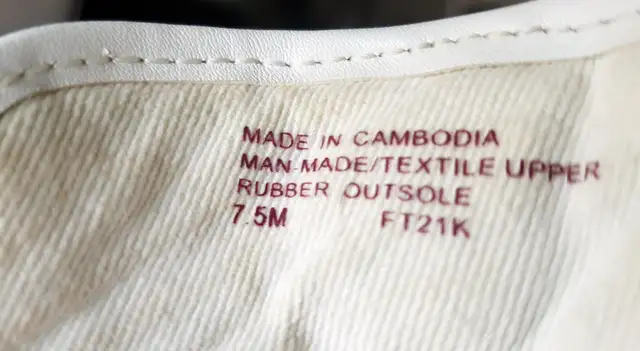 MADE IN CAMBODIA
MAN-MADE/TEXTILE UPPER
RUBBER OUTSOLE
7.5M FT21K